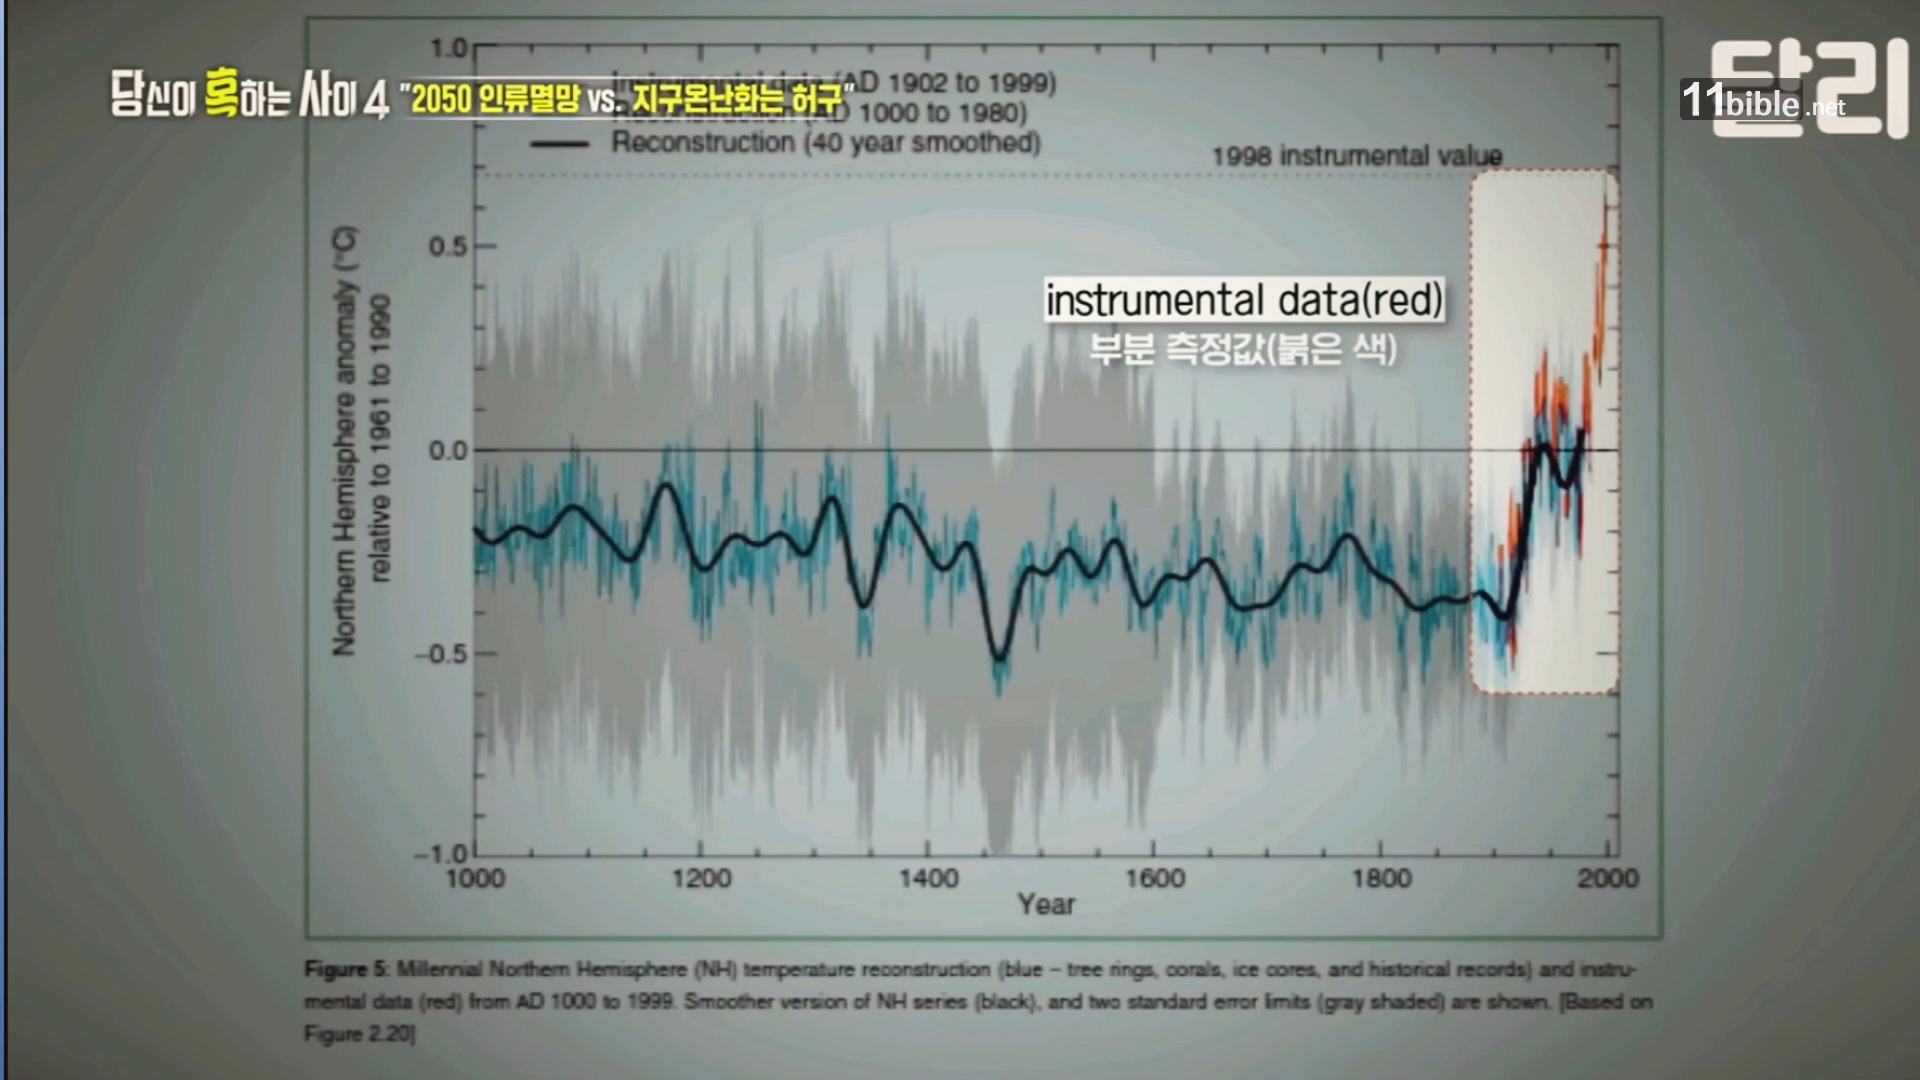 달리
11bible.net
당신이 혹하는 사이 4 "2050 인류멸망 vs. 지구온난화는 허구"
1.0
Instrumental data (AD 1902 to 1999)
Reconstruction (AD 1000 to 1980)
Reconstruction (40 year smoothed)
1998 instrumental value
0.5
instrumental data(red)
부분 측정값(붉은 색)
Northern Hemisphere anomaly (°C)
relative to 1961 to 1990
0.0
−0.5
−1.0
1000 1200 1400 1600 1800 2000
Year
Figure 5: Millennial Northern Hemisphere (NH) temperature reconstruction (blue – tree rings, corals, ice cores, and historical records) and instru-
mental data (red) from AD 1000 to 1999. Smoother version of NH series (black), and two standard error limits (gray shaded) are shown. [Based on
Figure 2.20]